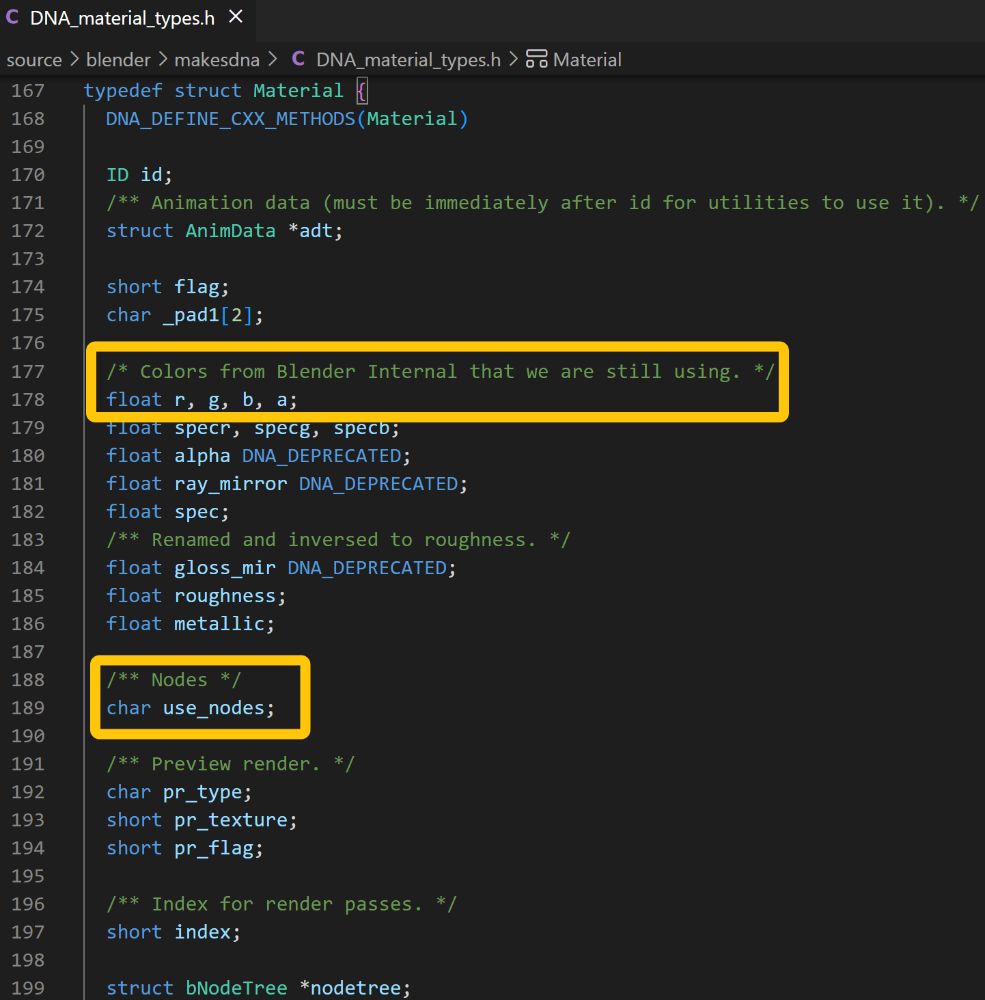 C DNA_material_types.h ×
source > blender > makesdna > C DNA_material_types.h > Material
167 typedef struct Material {
168 DNA_DEFINE_CXX_METHODS(Material)
169
170 ID id;
171 /** Animation data (must be immediately after id for utilities to use it). */
172 struct AnimData *adt;
173
174 short flag;
175 char _pad1[2];
176
177 /* Colors from Blender Internal that we are still using. */
178 float r, g, b, a;
179 float specr, specg, specb;
180 float alpha DNA_DEPRECATED;
181 float ray_mirror DNA_DEPRECATED;
182 float spec;
183 /** Renamed and inversed to roughness. */
184 float gloss_mir DNA_DEPRECATED;
185 float roughness;
186 float metallic;
187
188 /** Nodes */
189 char use_nodes;
190
191 /** Preview render. */
192 char pr_type;
193 short pr_texture;
194 short pr_flag;
195
196 /** Index for render passes. */
197 short index;
198
199 struct bNodeTree *nodetree;